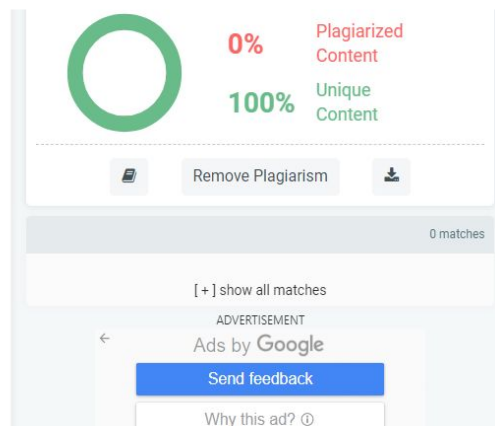 0%
Plagiarized
Content
100%
Unique
Content
Remove Plagiarism
0 matches
[ + ] show all matches
ADVERTISEMENT
Ads by Google
Send feedback
Why this ad?